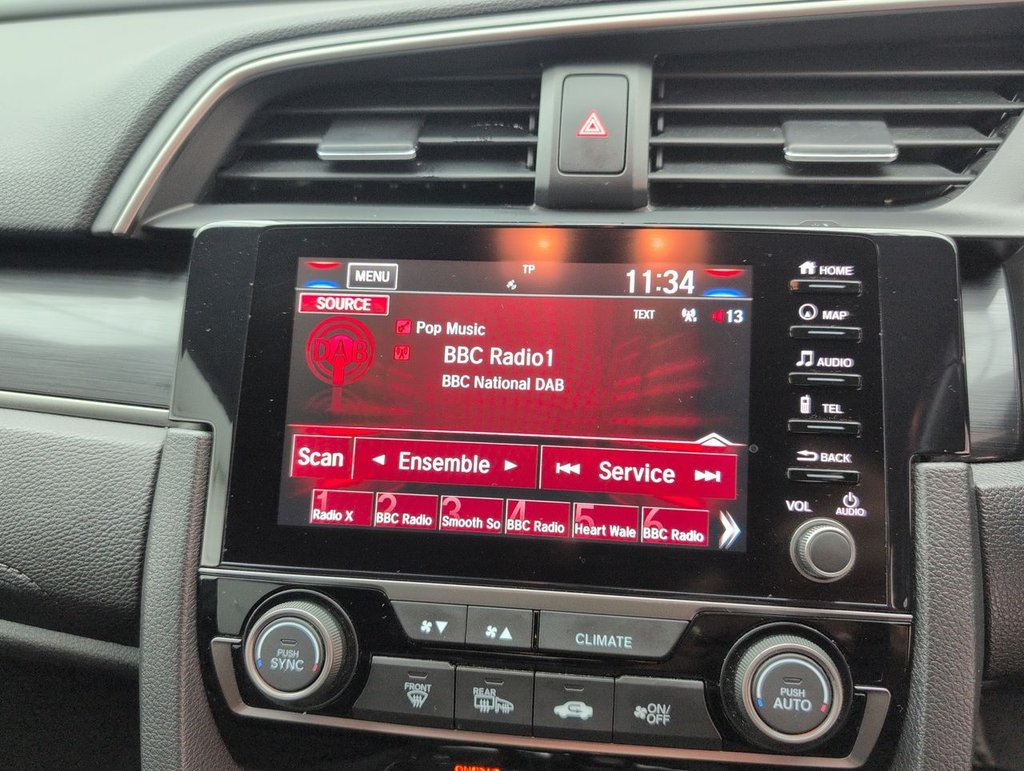 MENU
TP
11:34
SOURCE
TEXT
13
DAB
Pop Music
BBC Radio1
BBC National DAB
Scan
Ensemble
Service
1 Radio X
2 BBC Radio
3 Smooth So
4 BBC Radio
5 Heart Wale
6 BBC Radio
HOME
MAP
AUDIO
TEL
BACK
VOL
AUDIO
PUSH
SYNC
CLIMATE
FRONT
REAR
ON/
OFF
PUSH
AUTO